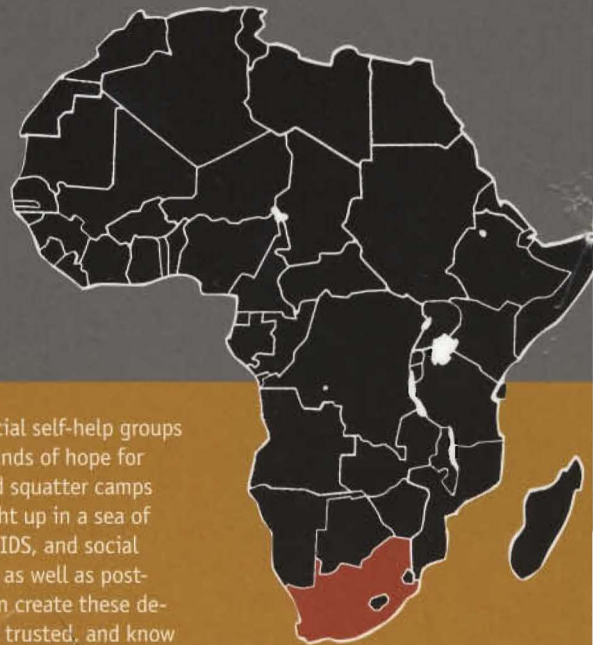 cial self-help groups
nds of hope for
d squatter camps
ht up in a sea of
IDS, and social
as well as post-
n create these de-
trusted, and know